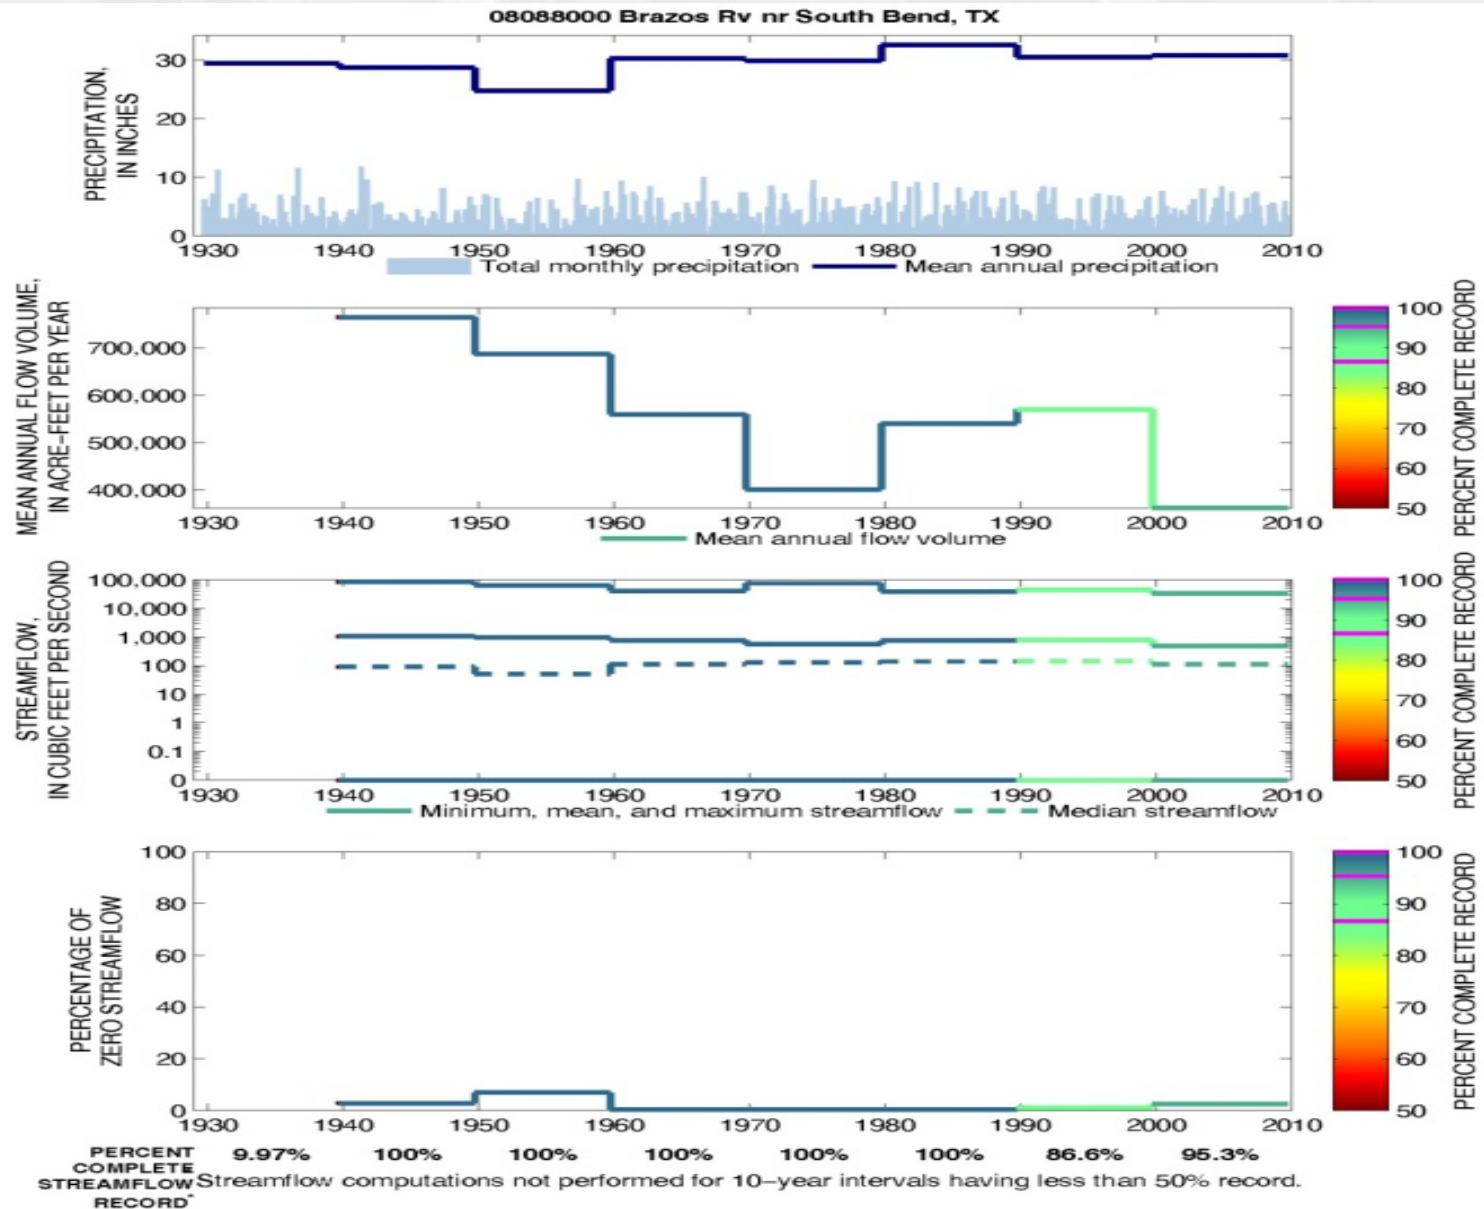 08088000 Brazos Rv nr South Bend, TX
PRECIPITATION,
IN INCHES
30
20
10
0
1930 1940 1950 1960 1970 1980 1990 2000 2010
Total monthly precipitation Mean annual precipitation
MEAN ANNUAL FLOW VOLUME,
IN ACRE-FEET PER YEAR
700,000
600,000
500,000
400,000
1930 1940 1950 1960 1970 1980 1990 2000 2010
Mean annual flow volume
100
90
80
70
60
50
PERCENT COMPLETE RECORD
STREAMFLOW,
IN CUBIC FEET PER SECOND
100,000
10,000
1,000
100
10
1
0.1
0
1930 1940 1950 1960 1970 1980 1990 2000 2010
Minimum, mean, and maximum streamflow Median streamflow
100
90
80
70
60
50
PERCENT COMPLETE RECORD
PERCENTAGE OF
ZERO STREAMFLOW
100
80
60
40
20
0
1930 1940 1950 1960 1970 1980 1990 2000 2010
100
90
80
70
60
50
PERCENT COMPLETE RECORD
PERCENT
COMPLETE
STREAMFLOW
RECORD*
9.97% 100% 100% 100% 100% 100% 86.6% 95.3%
Streamflow computations not performed for 10-year intervals having less than 50% record.